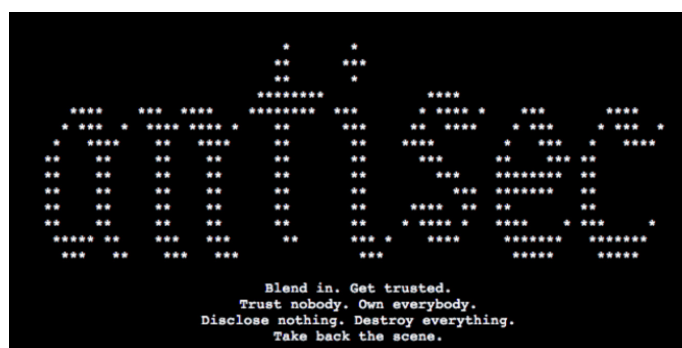 antisec
Blend in. Get trusted.
Trust nobody. Own everybody.
Disclose nothing. Destroy everything.
Take back the scene.